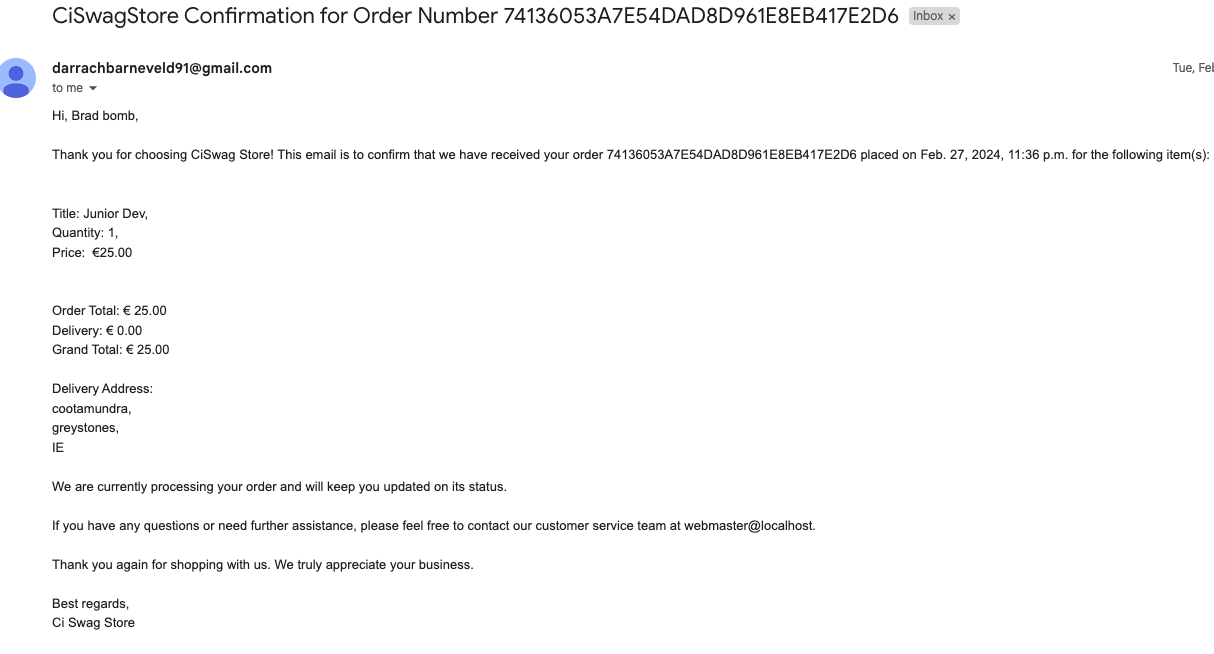 CiSwagStore Confirmation for Order Number 74136053A7E54DAD8D961E8EB417E2D6 Inbox ×
darrachbarneveld91@gmail.com Tue, Feb
to me
Hi, Brad bomb,
Thank you for choosing CiSwag Store! This email is to confirm that we have received your order 74136053A7E54DAD8D961E8EB417E2D6 placed on Feb. 27, 2024, 11:36 p.m. for the following item(s):
Title: Junior Dev,
Quantity: 1,
Price:  €25.00
Order Total: € 25.00
Delivery: € 0.00
Grand Total: € 25.00
Delivery Address:
cootamundra,
greystones,
IE
We are currently processing your order and will keep you updated on its status.
If you have any questions or need further assistance, please feel free to contact our customer service team at webmaster@localhost.
Thank you again for shopping with us. We truly appreciate your business.
Best regards,
Ci Swag Store